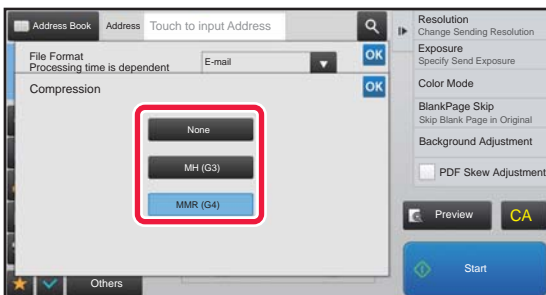 Address Book
Address
Touch to input Address
File Format
Processing time is dependent
E-mail
OK
Compression
OK
None
MH (G3)
MMR (G4)
Others
Resolution
Change Sending Resolution
Exposure
Specify Send Exposure
Color Mode
BlankPage Skip
Skip Blank Page in Original
Background Adjustment
PDF Skew Adjustment
Preview
CA
Start